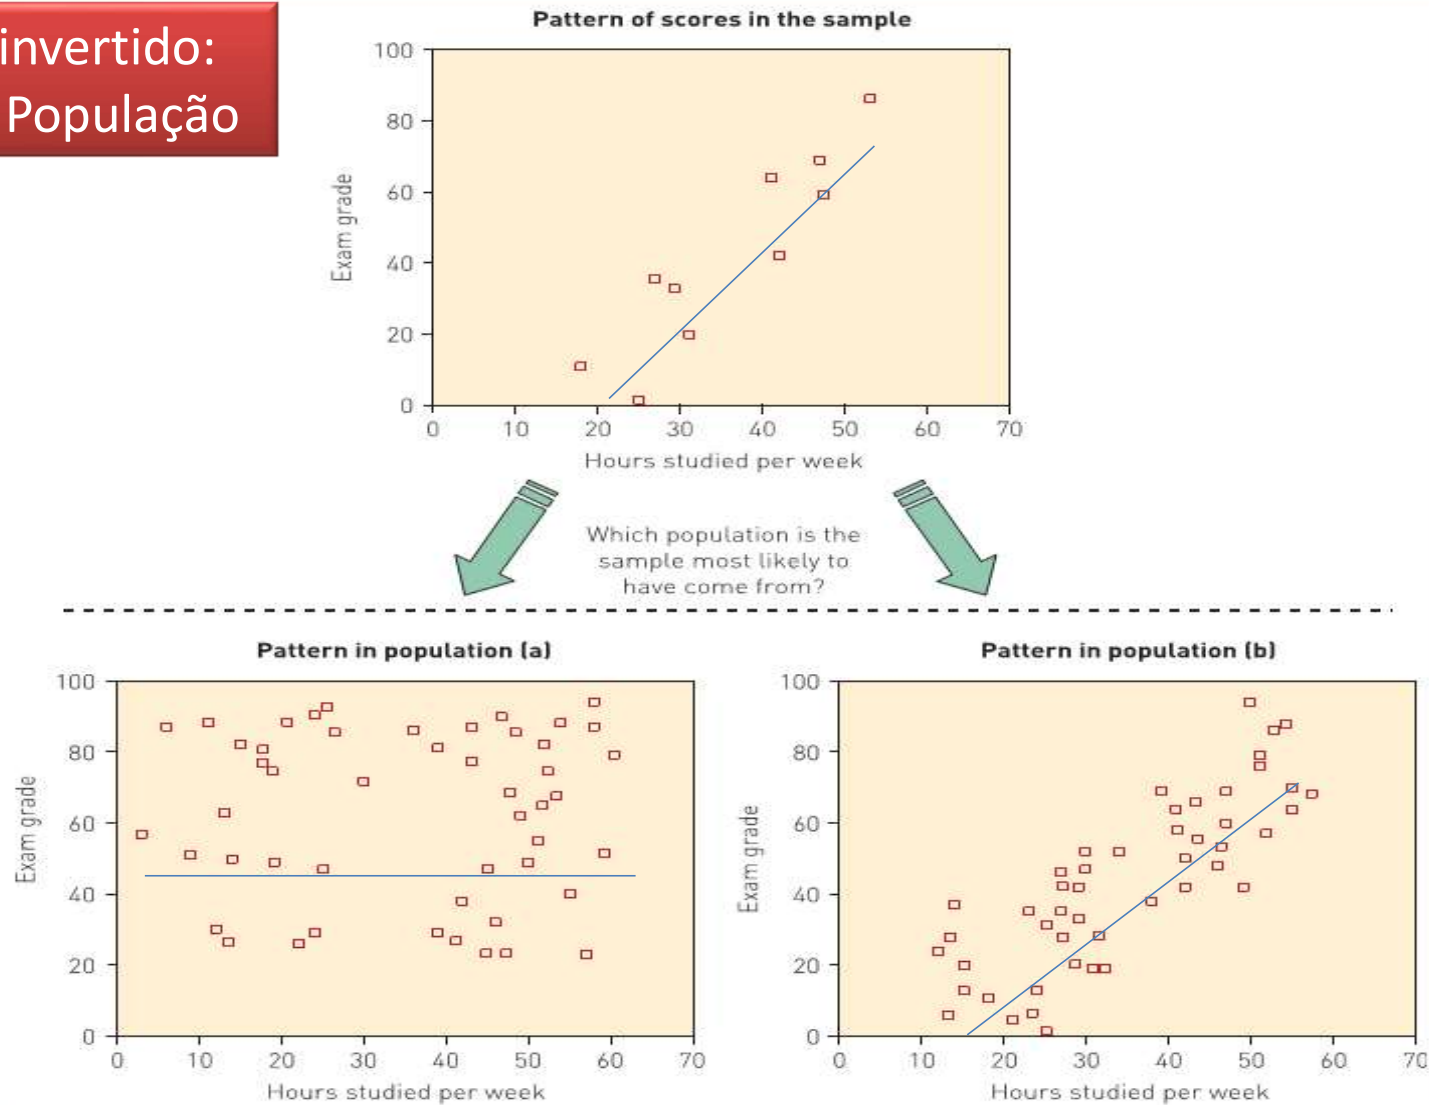 invertido:
População
Pattern of scores in the sample
100
80
60
40
20
0
Exam grade
0 10 20 30 40 50 60 70
Hours studied per week
Which population is the
sample most likely to
have come from?
Pattern in population (a)
100
80
60
40
20
0
Exam grade
0 10 20 30 40 50 60 70
Hours studied per week
Pattern in population (b)
100
80
60
40
20
0
Exam grade
0 10 20 30 40 50 60 70
Hours studied per week